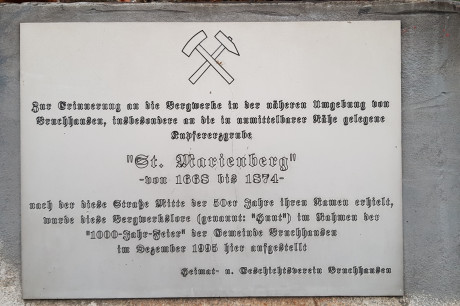 Zur Erinnerung an die Bergwerke in der näheren Umgebung von
Bruchhausen, insbesondere an die in unmittelbarer Nähe gelegene
Kupfererzgrube
"St. Marienberg"
-von 1668 bis 1874-
nach der diese Straße Mitte der 50er Jahre ihren Namen erhielt,
wurde diese Bergwerkslore (genannt: "Hunt") im Rahmen der
"1000-Jahr-Feier" der Gemeinde Bruchhausen
im Dezember 1995 hier aufgestellt
Heimat- u. Geschichtsverein Bruchhausen